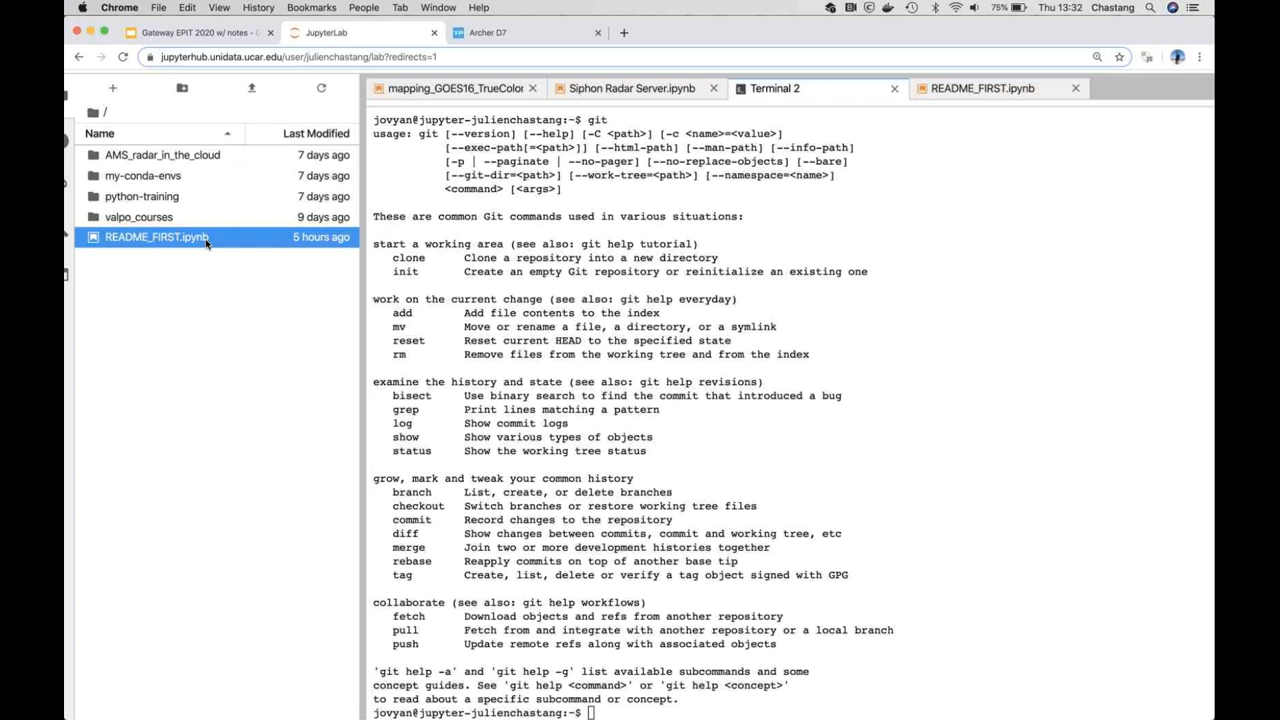 Chrome File Edit View History Bookmarks People Tab Window Help 75% Thu 13:32 Chastang
Gateway EPIT 2020 w/ notes - G JupyterLab Archer D7
jupyterhub.unidata.ucar.edu/user/julienchastang/lab?redirects=1
mapping_GOES16_TrueColor Siphon Radar Server.ipynb Terminal 2 README_FIRST.ipynb
/
Name Last Modified
AMS_radar_in_the_cloud 7 days ago
my-conda-envs 7 days ago
python-training 7 days ago
valpo_courses 9 days ago
README_FIRST.ipynb 5 hours ago
jovyan@jupyter-julienchastang:~$ git
usage: git [--version] [--help] [-C <path>] [-c <name>=<value>]
[--exec-path[=<path>]] [--html-path] [--man-path] [--info-path]
[-p | --paginate | --no-pager] [--no-replace-objects] [--bare]
[--git-dir=<path>] [--work-tree=<path>] [--namespace=<name>]
<command> [<args>]
These are common Git commands used in various situations:
start a working area (see also: git help tutorial)
clone Clone a repository into a new directory
init Create an empty Git repository or reinitialize an existing one
work on the current change (see also: git help everyday)
add Add file contents to the index
mv Move or rename a file, a directory, or a symlink
reset Reset current HEAD to the specified state
rm Remove files from the working tree and from the index
examine the history and state (see also: git help revisions)
bisect Use binary search to find the commit that introduced a bug
grep Print lines matching a pattern
log Show commit logs
show Show various types of objects
status Show the working tree status
grow, mark and tweak your common history
branch List, create, or delete branches
checkout Switch branches or restore working tree files
commit Record changes to the repository
diff Show changes between commits, commit and working tree, etc
merge Join two or more development histories together
rebase Reapply commits on top of another base tip
tag Create, list, delete or verify a tag object signed with GPG
collaborate (see also: git help workflows)
fetch Download objects and refs from another repository
pull Fetch from and integrate with another repository or a local branch
push Update remote refs along with associated objects
'git help -a' and 'git help -g' list available subcommands and some
concept guides. See 'git help <command>' or 'git help <concept>'
to read about a specific subcommand or concept.
jovyan@jupyter-julienchastang:~$